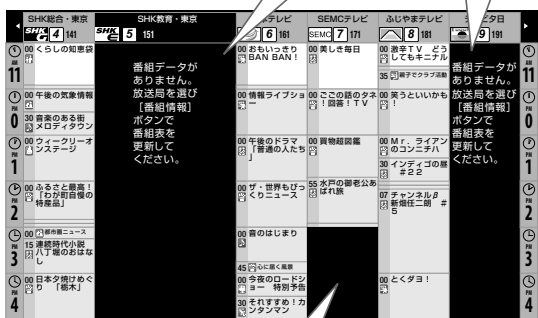 SHK総合・東京
SHK G 4 141
SHK教育・東京
SHK E 5 151
テレビ
6 161
SEMCテレビ
SEMC 7 171
ふじやまテレビ
8 181
テレビ夕日
9 191
AM 11
00 くらしの知恵袋
番組データが
ありません。
放送局を選び
[番組情報]
ボタンで
番組表を
更新して
ください。
00 おもいっきり
BAN BAN!
00 美しき毎日
00 激辛TV どう
してもキニナル
35 親子でクラブ活動
番組データが
ありません。
放送局を選び
[番組情報]
ボタンで
番組表を
更新して
ください。
PM 0
00 午後の気象情報
30 音楽のある街
メロディタウン
00 情報ライブショ
ー
00 ここの話のタネ
!回答!TV
00 笑うといいかも
!
PM 1
00 ウィークリーオ
ンステージ
00 午後のドラマ
「普通の人たち
」
00 買物超図鑑
00 Mr.ライアン
のコンニチハ
30 インディゴの昼
#22
PM 2
00 ふるさと最高!
「わが町自慢の
特産品」
00 ザ・世界もびっ
くりニュース
55 水戸の御老公あ
ばれ旅
07 チャンネルβ
新畑任二朗 #
5
PM 3
00 都市圏ニュース
15 連続時代小説
八丁堀のおはな
し
00 音のはじまり
45 心に届く風景
PM 4
00 日本夕焼けめぐ
り 「栃木」
00 今夜のロードシ
ョー 特別予告
30 それすすめ!カ
ンタンマン
00 とくダヨ!